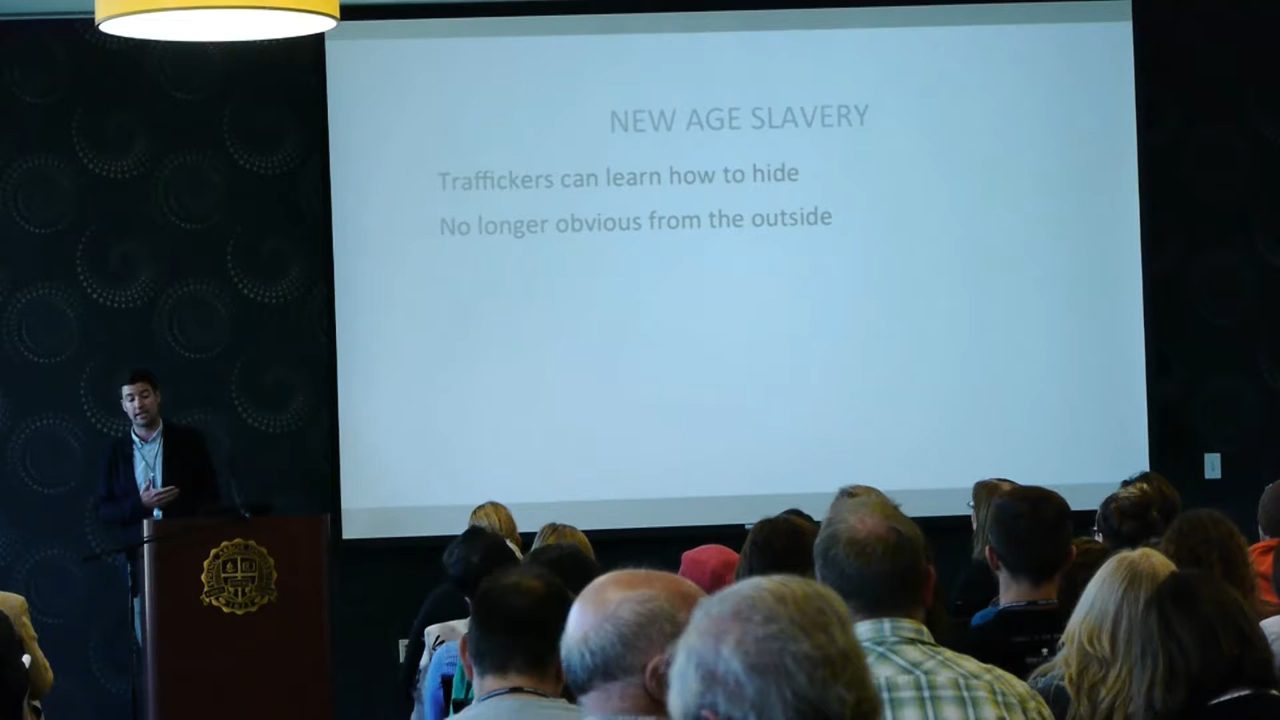 NEW AGE SLAVERY
Traffickers can learn how to hide
No longer obvious from the outside